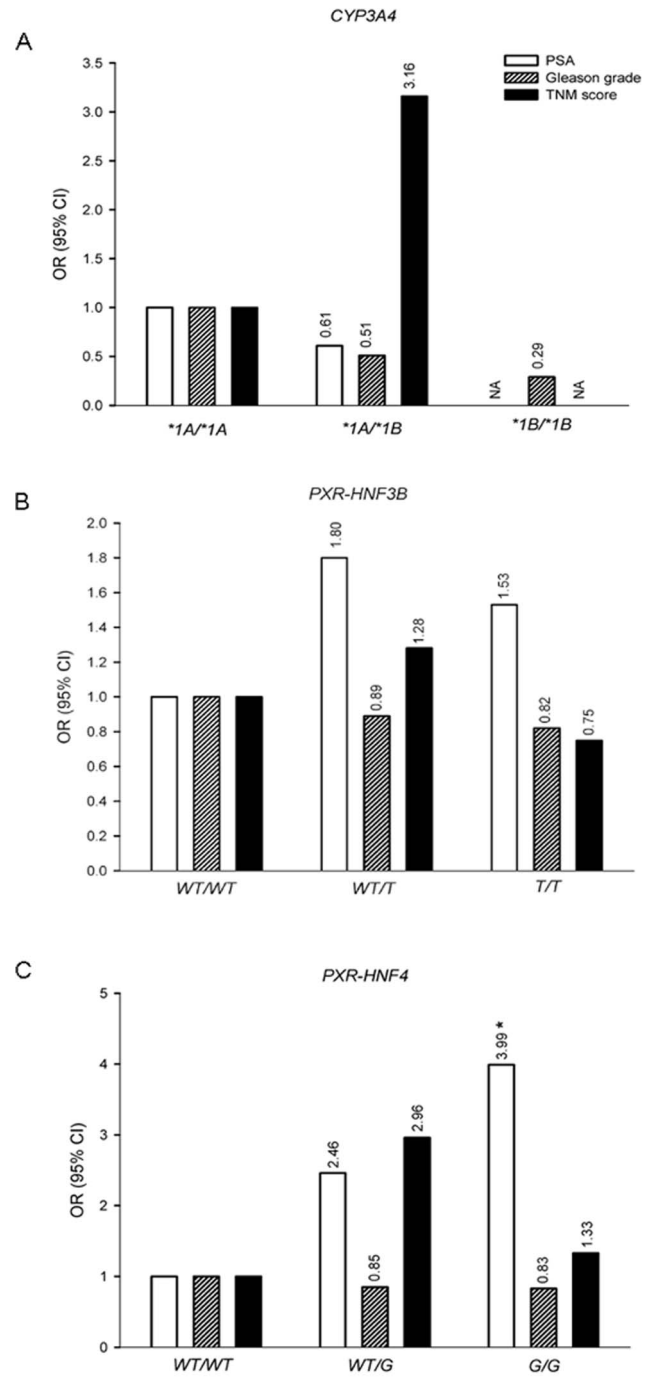 A
CYP3A4
PSA
Gleason grade
TNM score
OR (95% CI)
3.5
3.0
2.5
2.0
1.5
1.0
0.5
0.0
0.61
0.51
3.16
NA
0.29
NA
*1A/*1A
*1A/*1B
*1B/*1B
B
PXR-HNF3B
OR (95% CI)
2.0
1.8
1.6
1.4
1.2
1.0
0.8
0.6
0.4
0.2
0.0
1.80
0.89
1.28
1.53
0.82
0.75
WT/WT
WT/T
T/T
C
PXR-HNF4
OR (95% CI)
5
4
3
2
1
0
2.46
0.85
2.96
3.99 *
0.83
1.33
WT/WT
WT/G
G/G